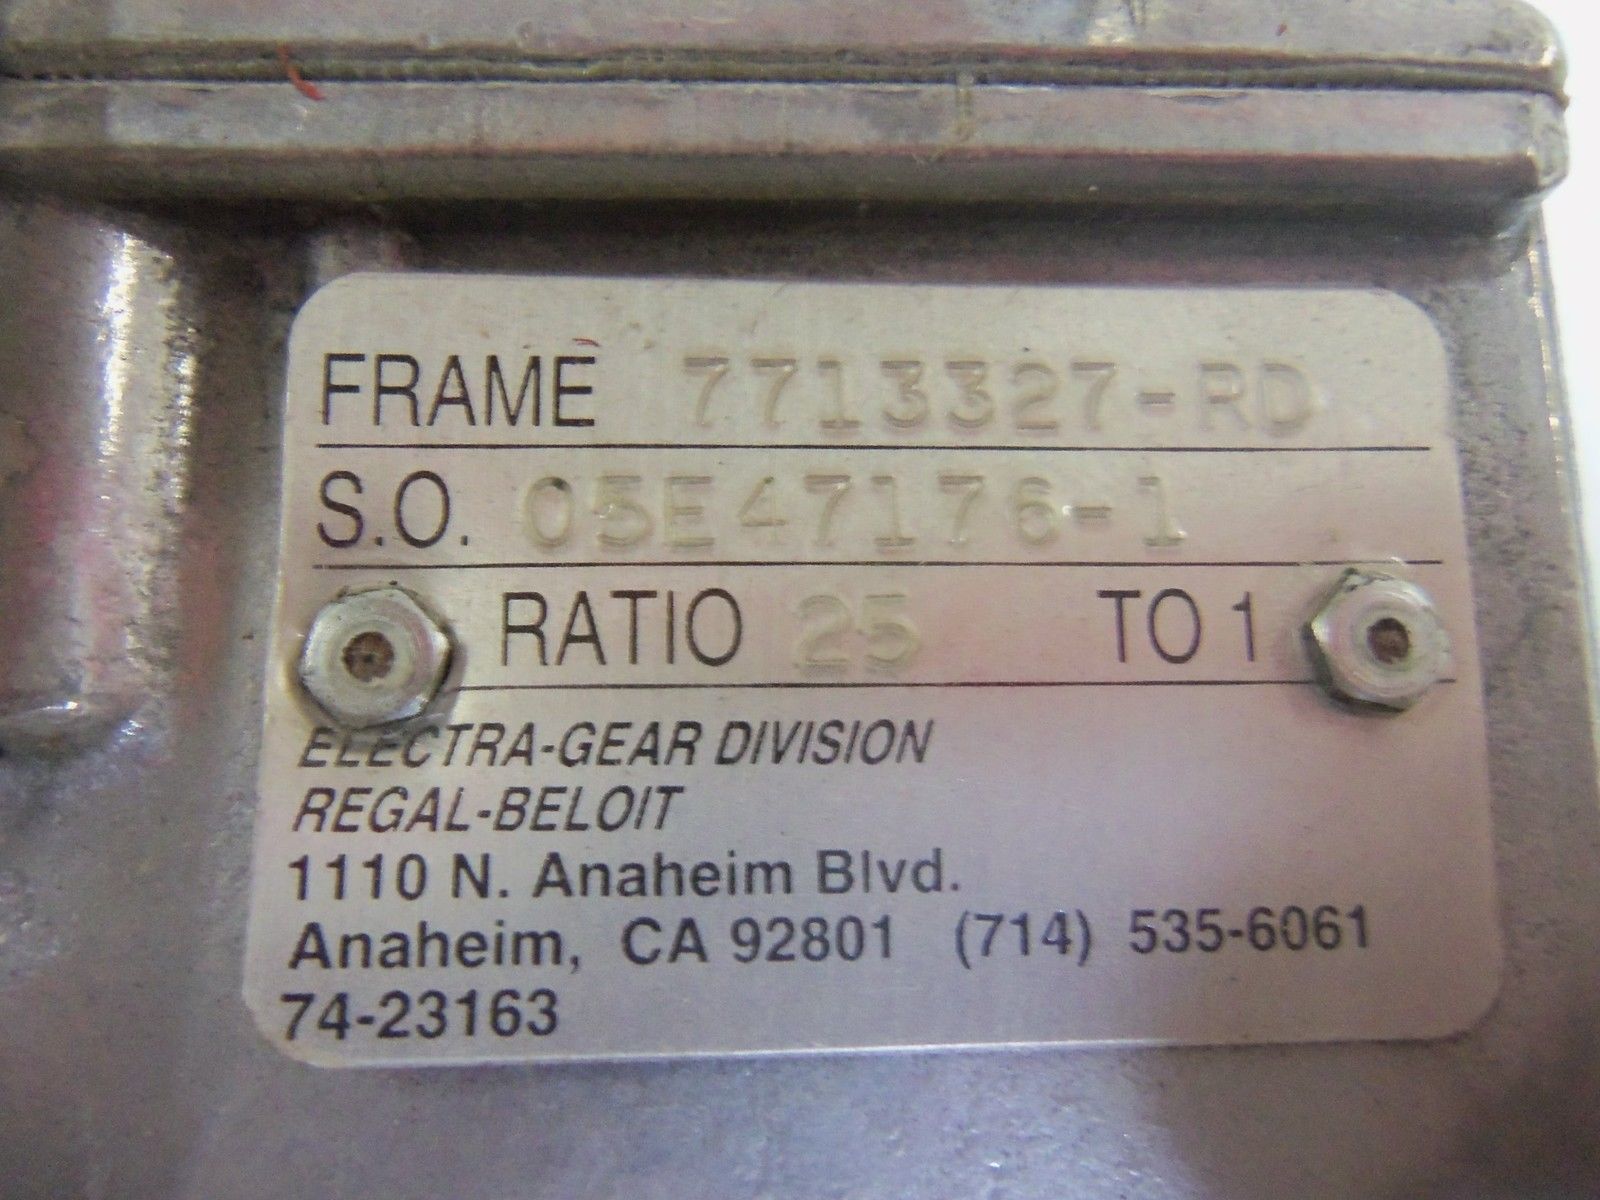 FRAME 7713327-RD
S.O. 05E47176-1
RATIO 25 TO 1
ELECTRA-GEAR DIVISION
REGAL-BELOIT
1110 N. Anaheim Blvd.
Anaheim, CA 92801 (714) 535-6061
74-23163